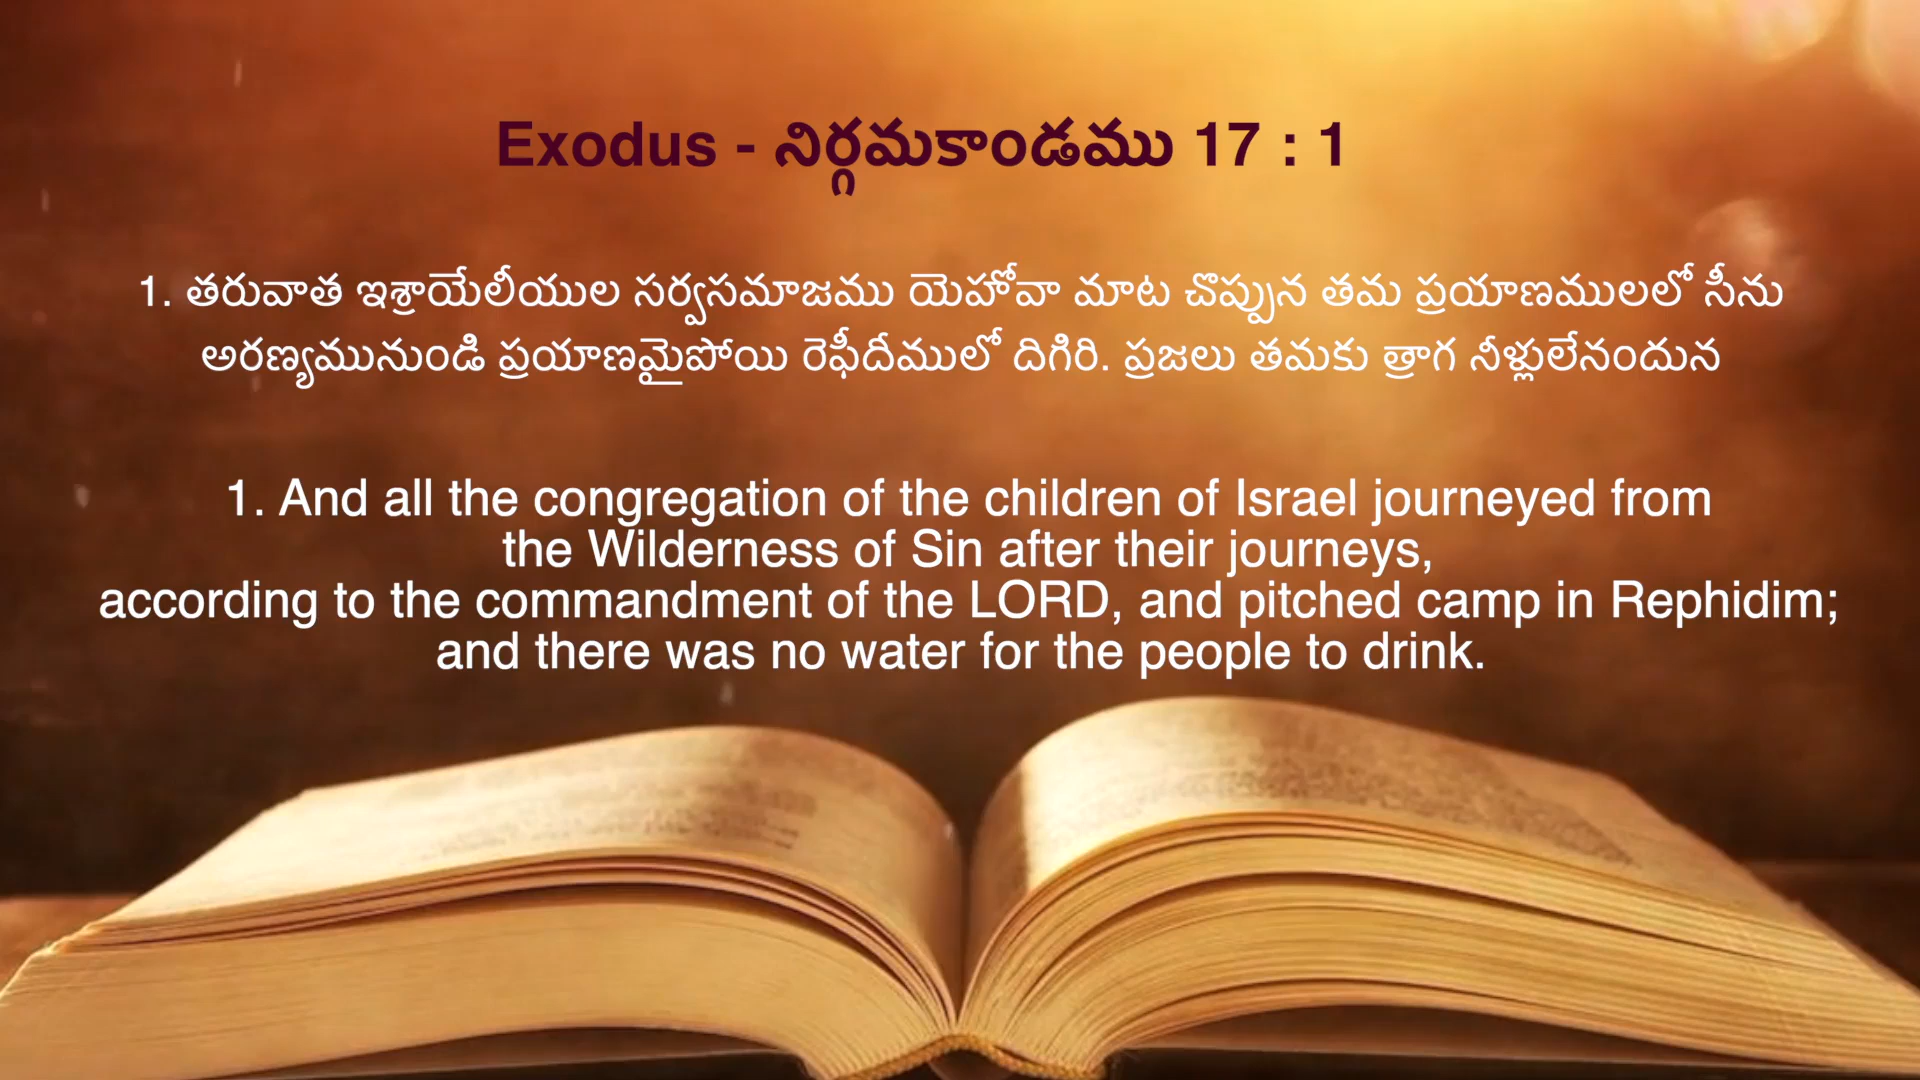 Exodus - నిర్గమకాండము 17 : 1
1. తరువాత ఇశ్రాయేలీయుల సర్వసమాజము యెహోవా మాట చొప్పున తమ ప్రయాణములలో సీను
అరణ్యమునుండి ప్రయాణమైపోయి రెఫీదీములో దిగిరి. ప్రజలు తమకు త్రాగ నీళ్లులేనందున
1. And all the congregation of the children of Israel journeyed from
the Wilderness of Sin after their journeys,
according to the commandment of the LORD, and pitched camp in Rephidim;
and there was no water for the people to drink.